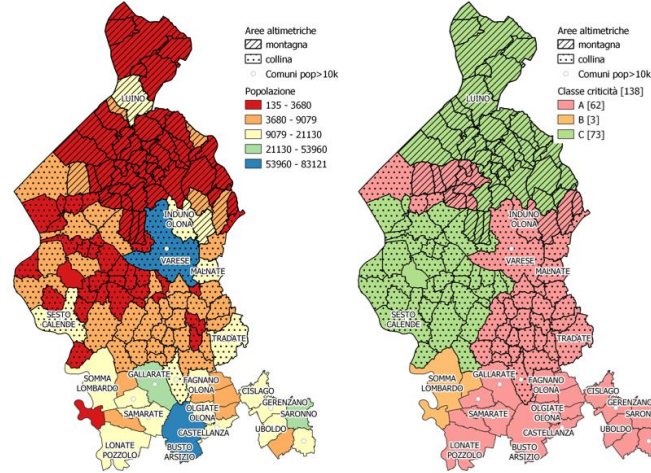 Aree altimetriche
montagna
collina
Comuni pop>10k
Popolazione
135 - 3680
3680 - 9079
9079 - 21130
21130 - 53960
53960 - 83121
LUINO
INDUNO
OLONA
VARESE
MALNATE
SESTO
CALENDE
TRADATE
SOMMA
LOMBARDO
GALLARATE
FAGNANO
OLONA
CISLAGO
GERENZANO
SARONNO
SAMARATE
OLGIATE
OLONA
UBOLDO
CASTELLANZA
LONATE
POZZOLO
BUSTO
ARSIZIO
Aree altimetriche
montagna
collina
Comuni pop>10k
Classe criticità [138]
A [62]
B [3]
C [73]
LUINO
INDUNO
OLONA
VARESE
MALNATE
SESTO
CALENDE
TRADATE
SOMMA
LOMBARDO
GALLARATE
FAGNANO
OLONA
CISLAGO
GERENZANO
SARONNO
SAMARATE
OLGIATE
OLONA
UBOLDO
CASTELLANZA
LONATE
POZZOLO
BUSTO
ARSIZIO